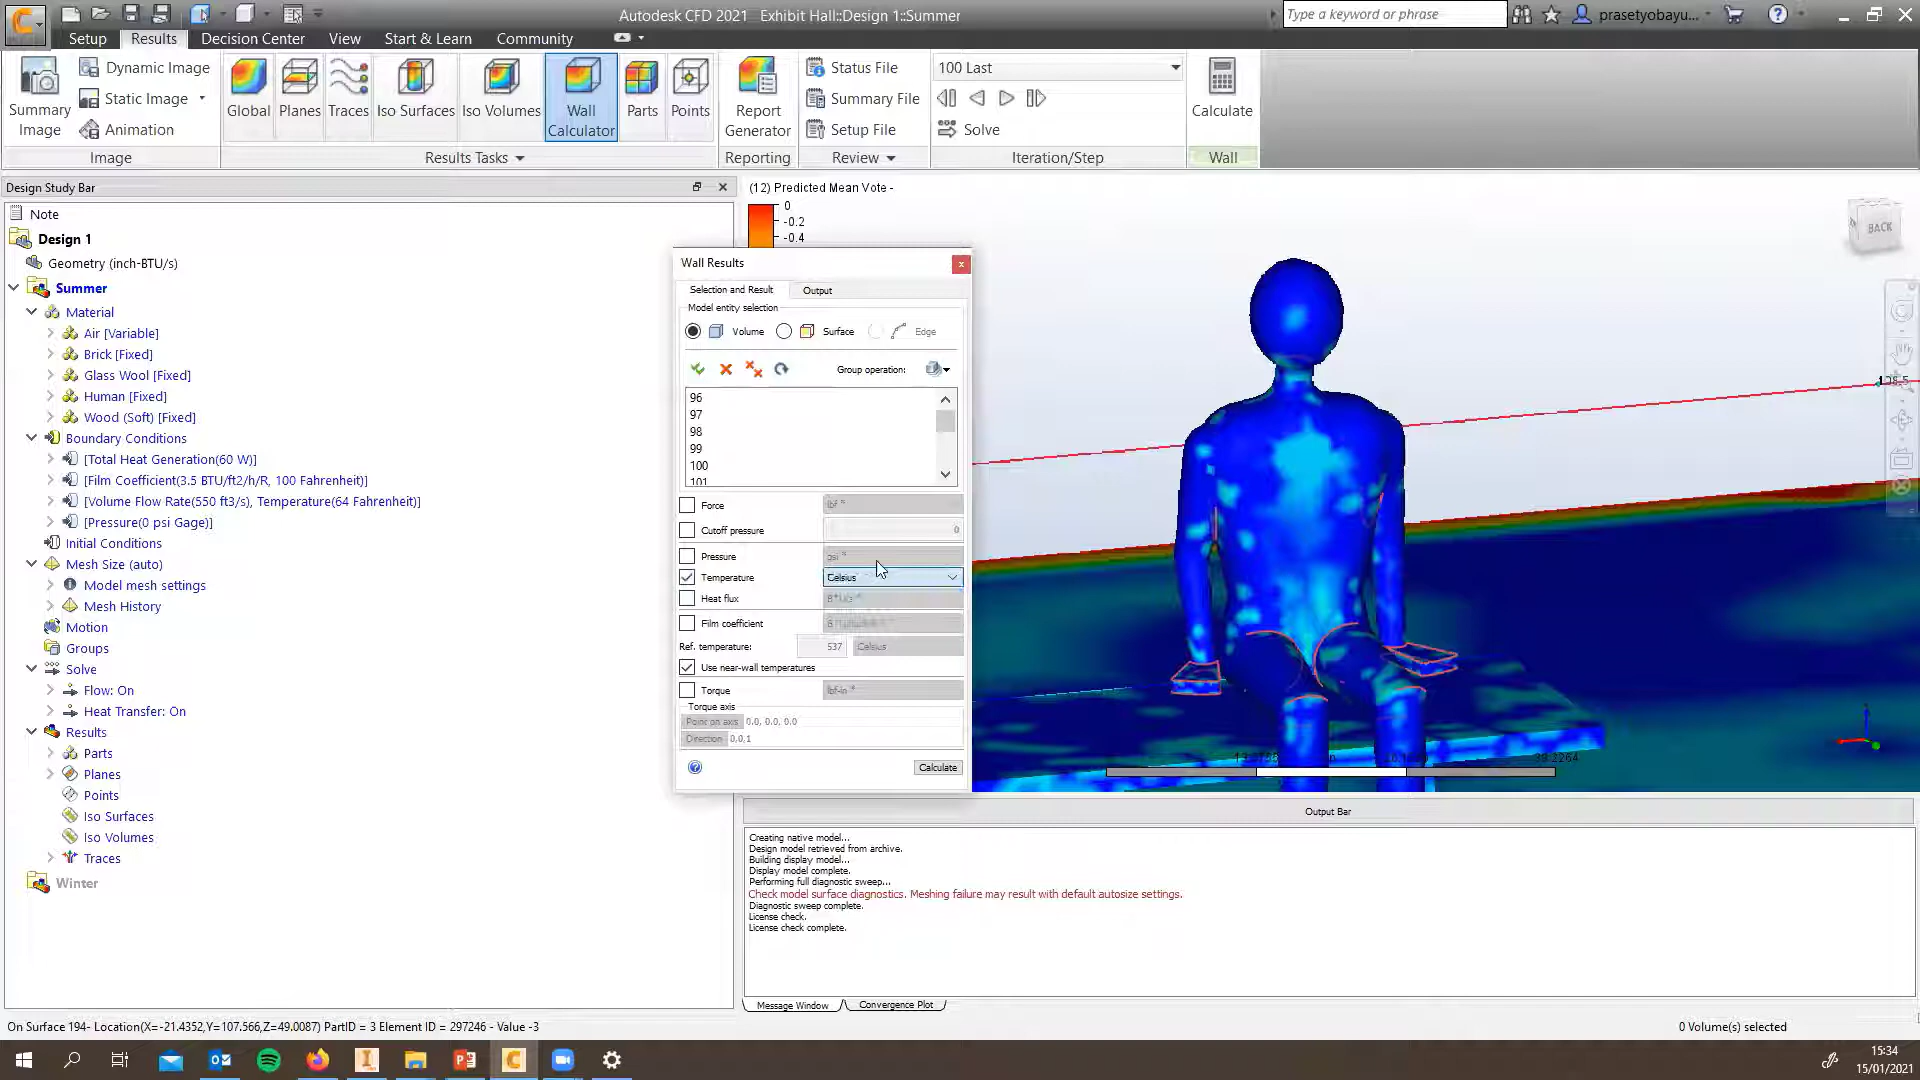 Autodesk CFD 2021 Exhibit Hall::Design 1::Summer
Type a keyword or phrase
prasetyobayu...
Setup
Results
Decision Center
View
Start & Learn
Community
Summary Image
Dynamic Image
Static Image
Animation
Image
Global
Planes
Traces
Iso Surfaces
Iso Volumes
Wall Calculator
Parts
Points
Results Tasks
Report Generator
Reporting
Status File
Summary File
Setup File
Review
100 Last
Solve
Iteration/Step
Calculate
Wall
Design Study Bar
Note
Design 1
Geometry (inch-BTU/s)
Summer
Material
Air [Variable]
Brick [Fixed]
Glass Wool [Fixed]
Human [Fixed]
Wood (Soft) [Fixed]
Boundary Conditions
[Total Heat Generation(60 W)]
[Film Coefficient(3.5 BTU/ft2/h/R, 100 Fahrenheit)]
[Volume Flow Rate(550 ft3/s), Temperature(64 Fahrenheit)]
[Pressure(0 psi Gage)]
Initial Conditions
Mesh Size (auto)
Model mesh settings
Mesh History
Motion
Groups
Solve
Flow: On
Heat Transfer: On
Results
Parts
Planes
Points
Iso Surfaces
Iso Volumes
Traces
Winter
(12) Predicted Mean Vote -
0
-0.2
-0.4
BACK
Wall Results
Selection and Result
Output
Model entity selection
Volume
Surface
Edge
Group operation:
96
97
98
99
100
101
Force
lbf *
Cutoff pressure
0
Pressure
psi *
Temperature
Celsius
Heat flux
Film coefficient
Ref. temperature:
537
Celsius
Use near-wall temperatures
Torque
lbf-in *
Torque axis
Point on axis 0.0, 0.0, 0.0
Direction 0,0,1
Calculate
Output Bar
Creating native model...
Design model retrieved from archive.
Building display model...
Display model complete.
Performing full diagnostic sweep...
Check model surface diagnostics. Meshing failure may result with default autosize settings.
Diagnostic sweep complete.
License check.
License check complete.
Message Window
Convergence Plot
On Surface 194- Location(X=-21.4352,Y=107.566,Z=49.0087) PartID = 3 Element ID = 297246 - Value -3
0 Volume(s) selected
15:34
15/01/2021